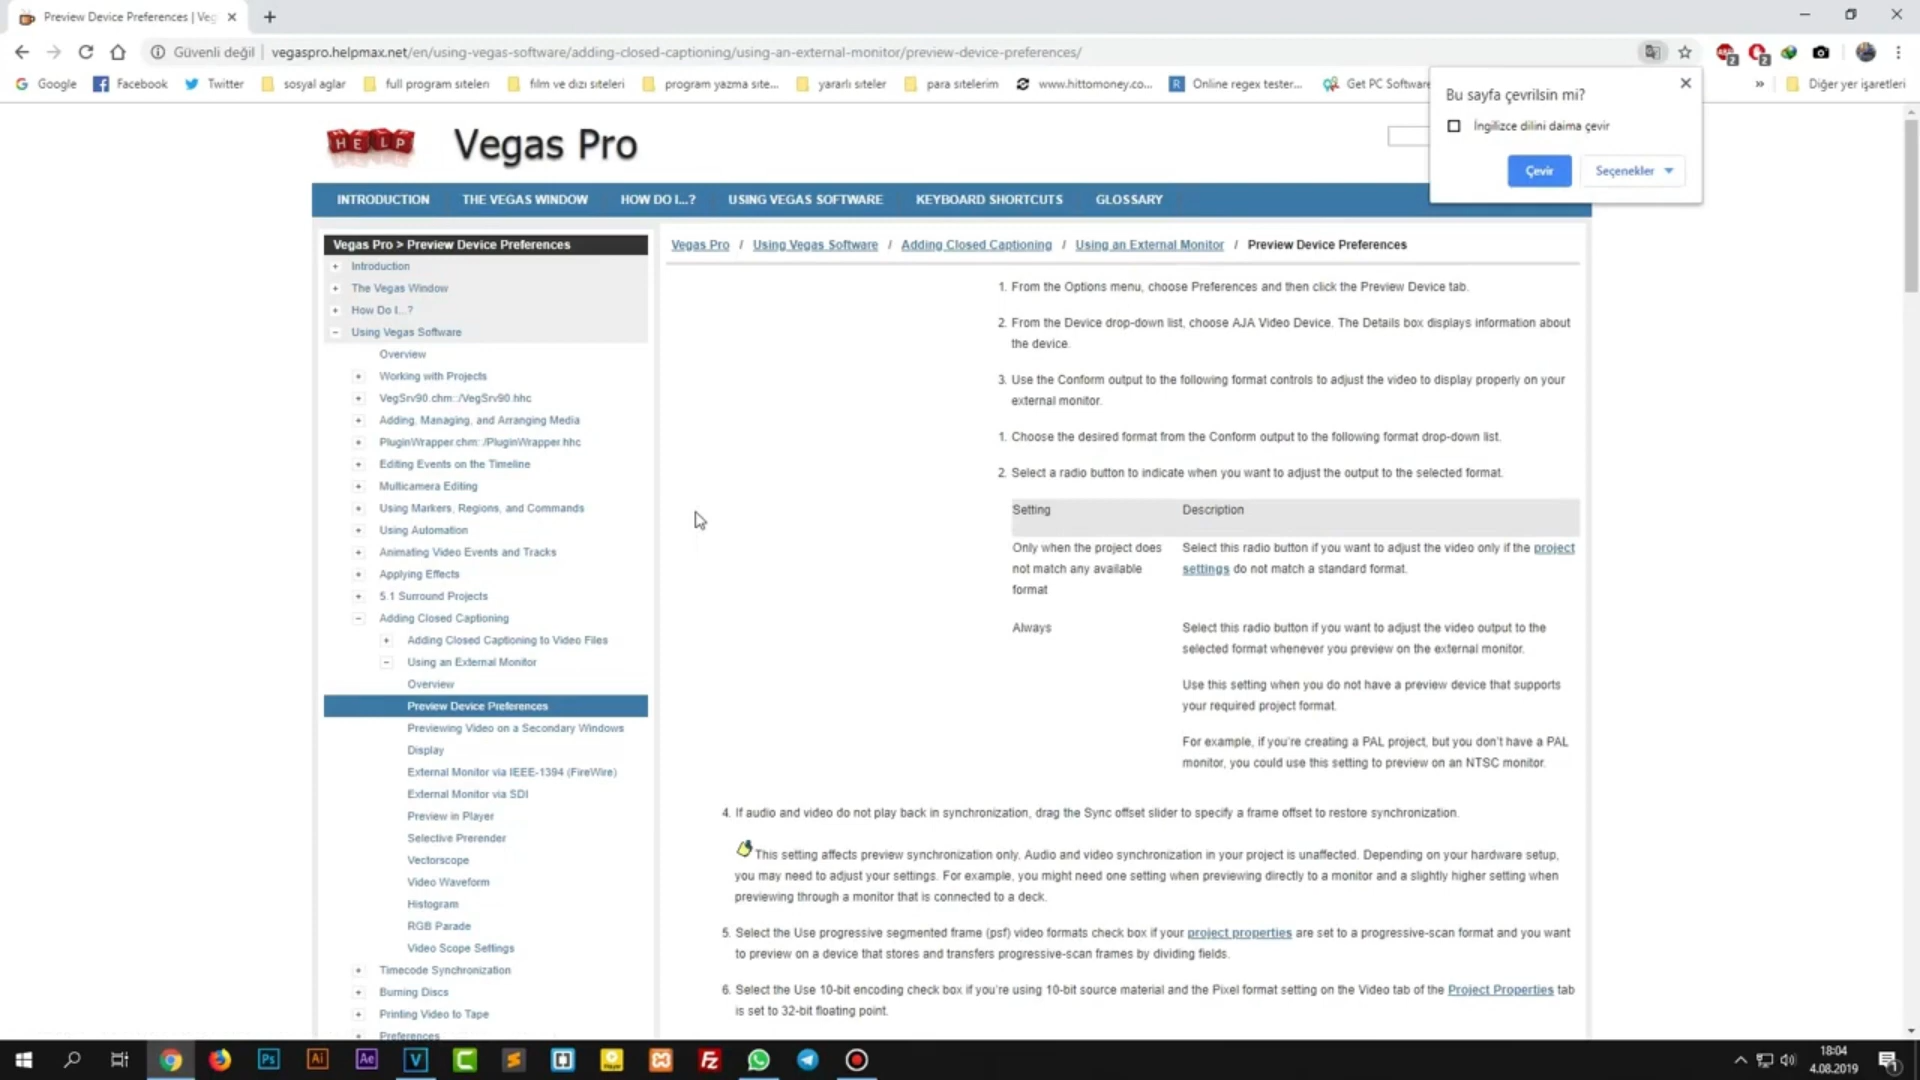 Preview Device Preferences | Veg
Güvenli değil | vegaspro.helpmax.net/en/using-vegas-software/adding-closed-captioning/using-an-external-monitor/preview-device-preferences/
2
2
Google
Facebook
Twitter
sosyal aglar
full program sitelen
film ve dizi siteleri
program yazma site...
yararlı siteler
para sitelerim
www.hittomoney.co...
R
Online regex tester...
Get PC Software
»
Diğer yer işaretleri
Bu sayfa çevrilsin mi?
İngilizce dilini daima çevir
Çevir
Seçenekler
HELP
Vegas Pro
INTRODUCTION
THE VEGAS WINDOW
HOW DO I...?
USING VEGAS SOFTWARE
KEYBOARD SHORTCUTS
GLOSSARY
Vegas Pro > Preview Device Preferences
Introduction
The Vegas Window
How Do I...?
Using Vegas Software
Overview
Working with Projects
VegSrv90.chm::/VegSrv90.hhc
Adding, Managing, and Arranging Media
PluginWrapper.chm::/PluginWrapper.hhc
Editing Events on the Timeline
Multicamera Editing
Using Markers, Regions, and Commands
Using Automation
Animating Video Events and Tracks
Applying Effects
5.1 Surround Projects
Adding Closed Captioning
Adding Closed Captioning to Video Files
Using an External Monitor
Overview
Preview Device Preferences
Previewing Video on a Secondary Windows
Display
External Monitor via IEEE-1394 (FireWire)
External Monitor via SDI
Preview in Player
Selective Prerender
Vectorscope
Video Waveform
Histogram
RGB Parade
Video Scope Settings
Timecode Synchronization
Burning Discs
Printing Video to Tape
Preferences
Vegas Pro / Using Vegas Software / Adding Closed Captioning / Using an External Monitor / Preview Device Preferences
1. From the Options menu, choose Preferences and then click the Preview Device tab.
2. From the Device drop-down list, choose AJA Video Device. The Details box displays information about
the device.
3. Use the Conform output to the following format controls to adjust the video to display properly on your
external monitor.
1. Choose the desired format from the Conform output to the following format drop-down list.
2. Select a radio button to indicate when you want to adjust the output to the selected format.
Setting Description
Only when the project does
not match any available
format
Select this radio button if you want to adjust the video only if the project
settings do not match a standard format.
Always
Select this radio button if you want to adjust the video output to the
selected format whenever you preview on the external monitor.
Use this setting when you do not have a preview device that supports
your required project format.
For example, if you're creating a PAL project, but you don't have a PAL
monitor, you could use this setting to preview on an NTSC monitor.
4. If audio and video do not play back in synchronization, drag the Sync offset slider to specify a frame offset to restore synchronization.
This setting affects preview synchronization only. Audio and video synchronization in your project is unaffected. Depending on your hardware setup,
you may need to adjust your settings. For example, you might need one setting when previewing directly to a monitor and a slightly higher setting when
previewing through a monitor that is connected to a deck.
5. Select the Use progressive segmented frame (psf) video formats check box if your project properties are set to a progressive-scan format and you want
to preview on a device that stores and transfers progressive-scan frames by dividing fields.
6. Select the Use 10-bit encoding check box if you're using 10-bit source material and the Pixel format setting on the Video tab of the Project Properties tab
is set to 32-bit floating point.
Ps
Ai
Ae
V
Fz
18:04
4.08.2019
1